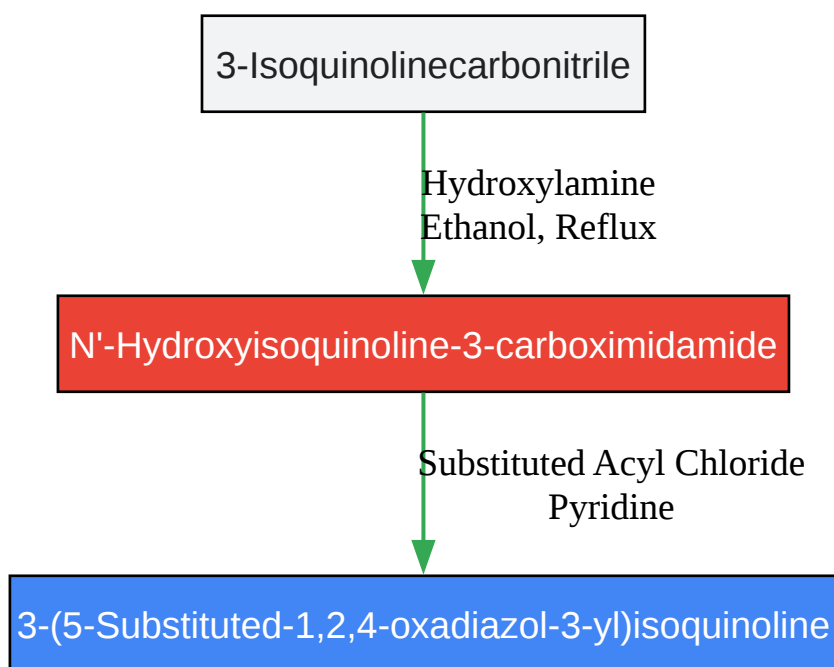 3-Isoquinolinecarbonitrile
Hydroxylamine
Ethanol, Reflux
N'-Hydroxyisoquinoline-3-carboximidamide
Substituted Acyl Chloride
Pyridine
3-(5-Substituted-1,2,4-oxadiazol-3-yl)isoquinoline